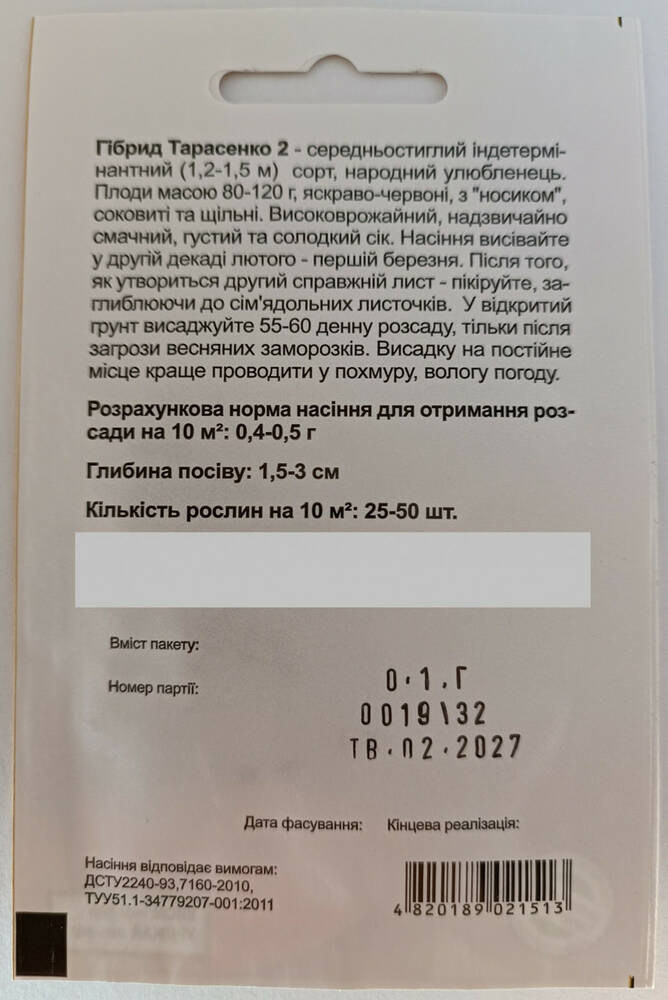 Гібрид Тарасенко 2 - середньостиглий індетермі-
нантний (1,2-1,5 м) сорт, народний улюбленець.
Плоди масою 80-120 г, яскраво-червоні, з "носиком",
соковиті та щільні. Високоврожайний, надзвичайно
смачний, густий та солодкий сік. Насіння висівайте
у другій декаді лютого - першій березня. Після того,
як утвориться другий справжній лист - пікіруйте, за-
глиблюючи до сім'ядольних листочків. У відкритий
грунт висаджуйте 55-60 денну розсаду, тільки після
загрози весняних заморозків. Висадку на постійне
місце краще проводити у похмуру, вологу погоду.
Розрахункова норма насіння для отримання роз-
сади на 10 м²: 0,4-0,5 г
Глибина посіву: 1,5-3 см
Кількість рослин на 10 м²: 25-50 шт.
Вміст пакету:
0.1.Г
Номер партії:
0019\32
ТВ.02.2027
Дата фасування: Кінцева реалізація:
Насіння відповідає вимогам:
ДСТУ2240-93,7160-2010,
ТУУ51.1-34779207-001:2011
4 820189 021513